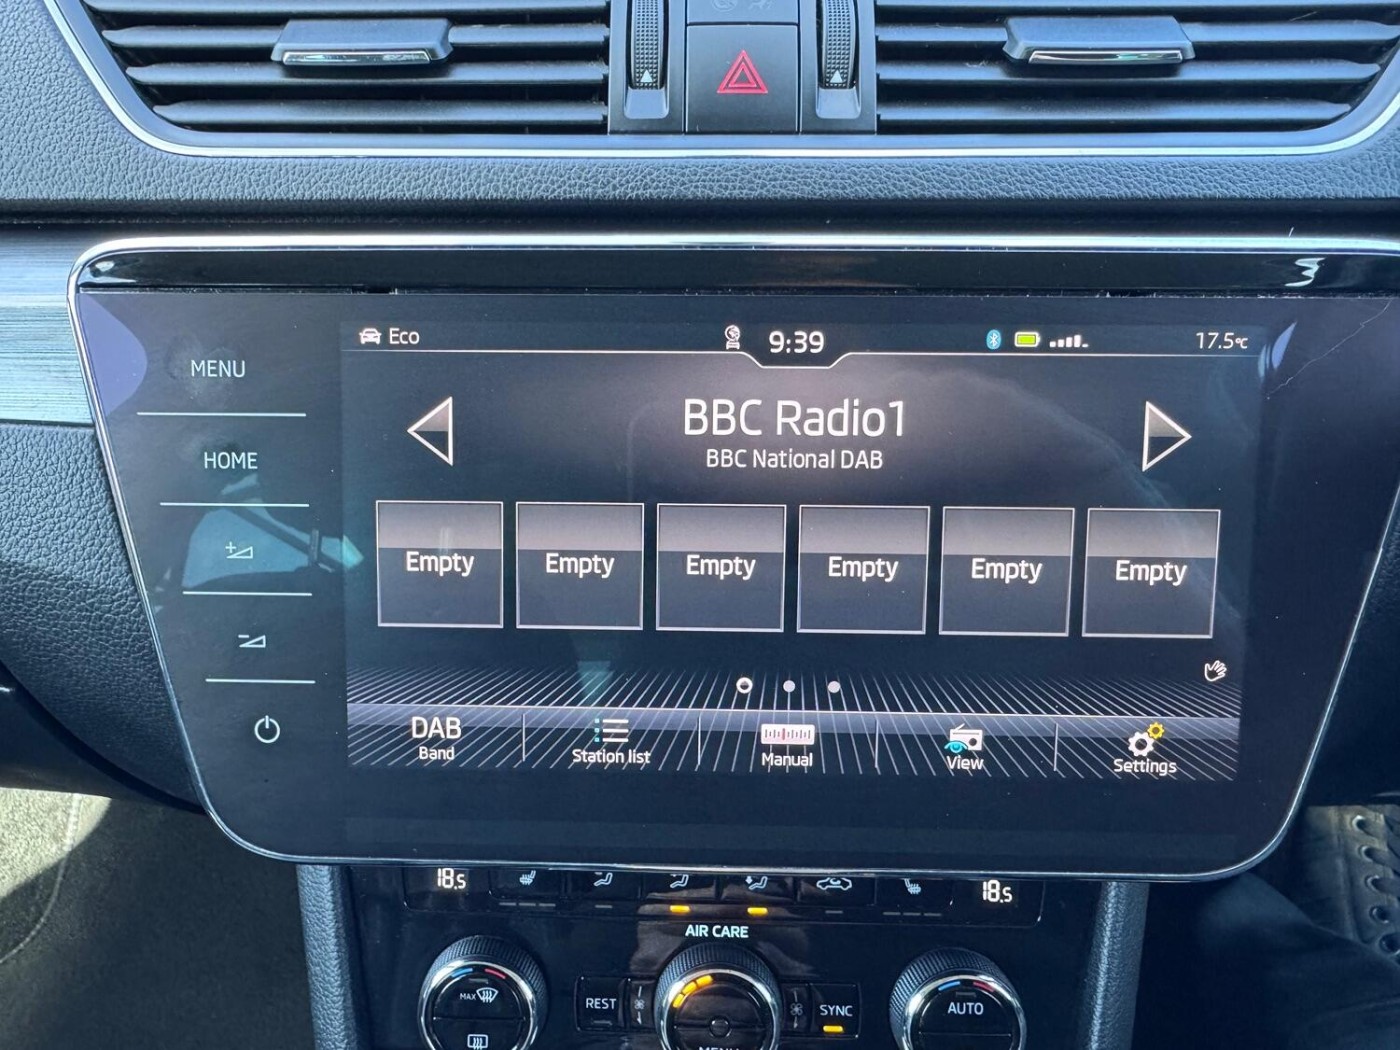 Eco
9:39
17.5°C
MENU
HOME
BBC Radio1
BBC National DAB
Empty
Empty
Empty
Empty
Empty
Empty
DAB
Band
Station list
Manual
View
Settings
18.5
18.5
AIR CARE
MAX
REST
SYNC
AUTO
MENU